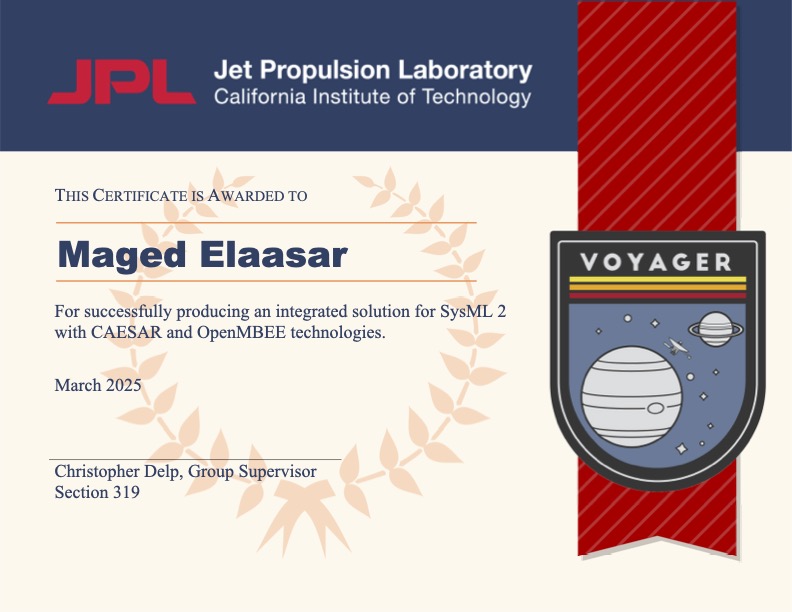 JPL
Jet Propulsion Laboratory
California Institute of Technology
THIS CERTIFICATE IS AWARDED TO
Maged Elaasar
For successfully producing an integrated solution for SysML 2
with CAESAR and OpenMBEE technologies.
March 2025
Christopher Delp, Group Supervisor
Section 319
VOYAGER